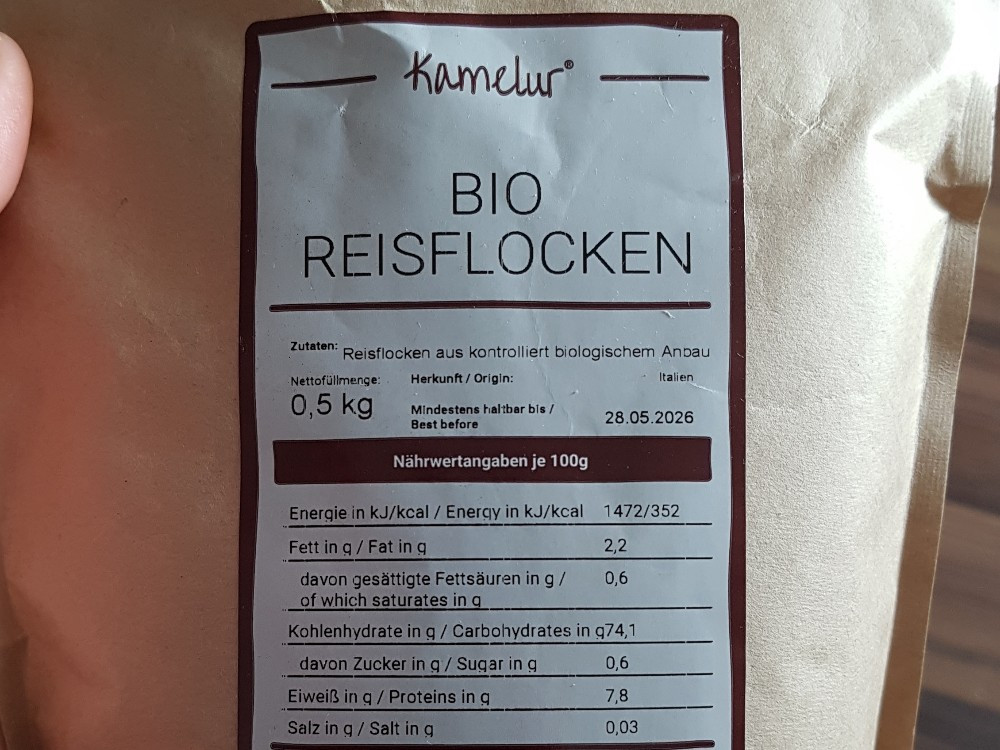 Kamelur®
BIO
REISFLOCKEN
Zutaten: Reisflocken aus kontrolliert biologischem Anbau
Nettofüllmenge: Herkunft / Origin: Italien
0,5 kg
Mindestens haltbar bis / 28.05.2026
Best before
Nährwertangaben je 100g
Energie in kJ/kcal / Energy in kJ/kcal 1472/352
Fett in g / Fat in g 2,2
davon gesättigte Fettsäuren in g / 0,6
of which saturates in g
Kohlenhydrate in g / Carbohydrates in g74,1
davon Zucker in g / Sugar in g 0,6
Eiweiß in g / Proteins in g 7,8
Salz in g / Salt in g 0,03